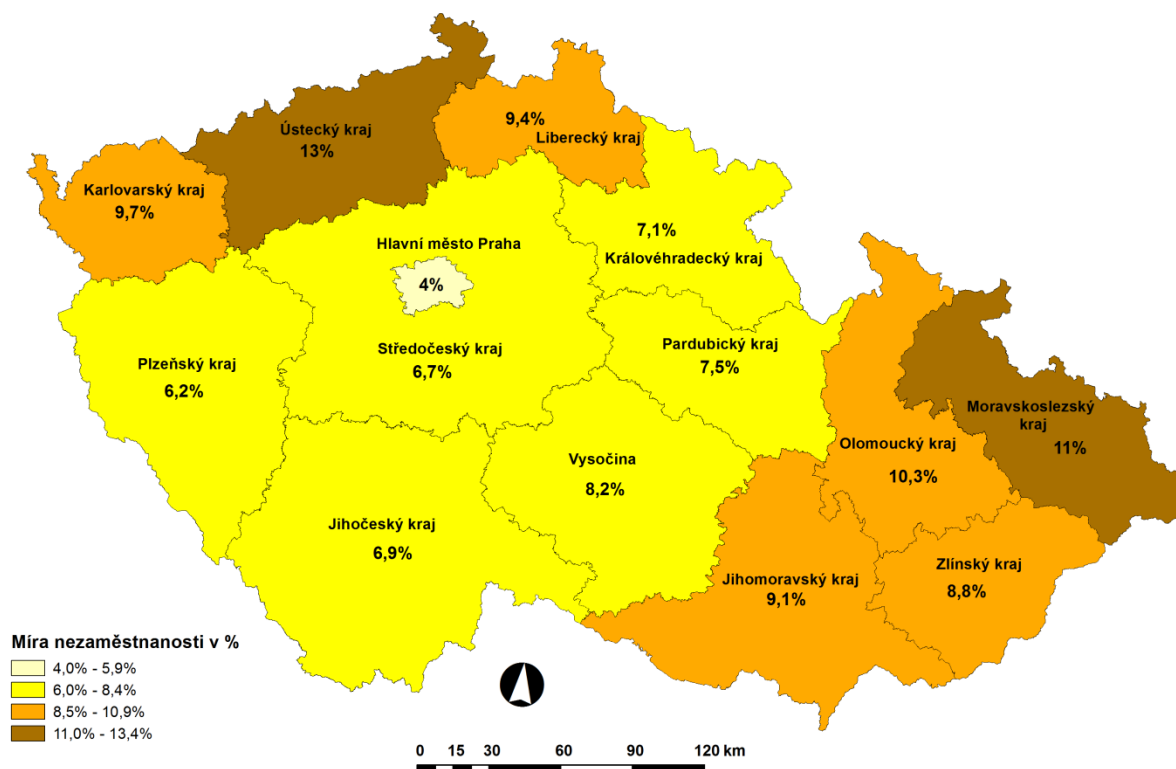 Ústecký kraj
13%
9,4%
Liberecký kraj
Karlovarský kraj
9,7%
7,1%
Královéhradecký kraj
Hlavní město Praha
4%
Středočeský kraj
6,7%
Pardubický kraj
7,5%
Plzeňský kraj
6,2%
Moravskoslezský
kraj
11%
Olomoucký kraj
10,3%
Vysočina
8,2%
Jihočeský kraj
6,9%
Jihomoravský kraj
9,1%
Zlínský kraj
8,8%
Míra nezaměstnanosti v %
4,0% - 5,9%
6,0% - 8,4%
8,5% - 10,9%
11,0% - 13,4%
0 15 30 60 90 120 km